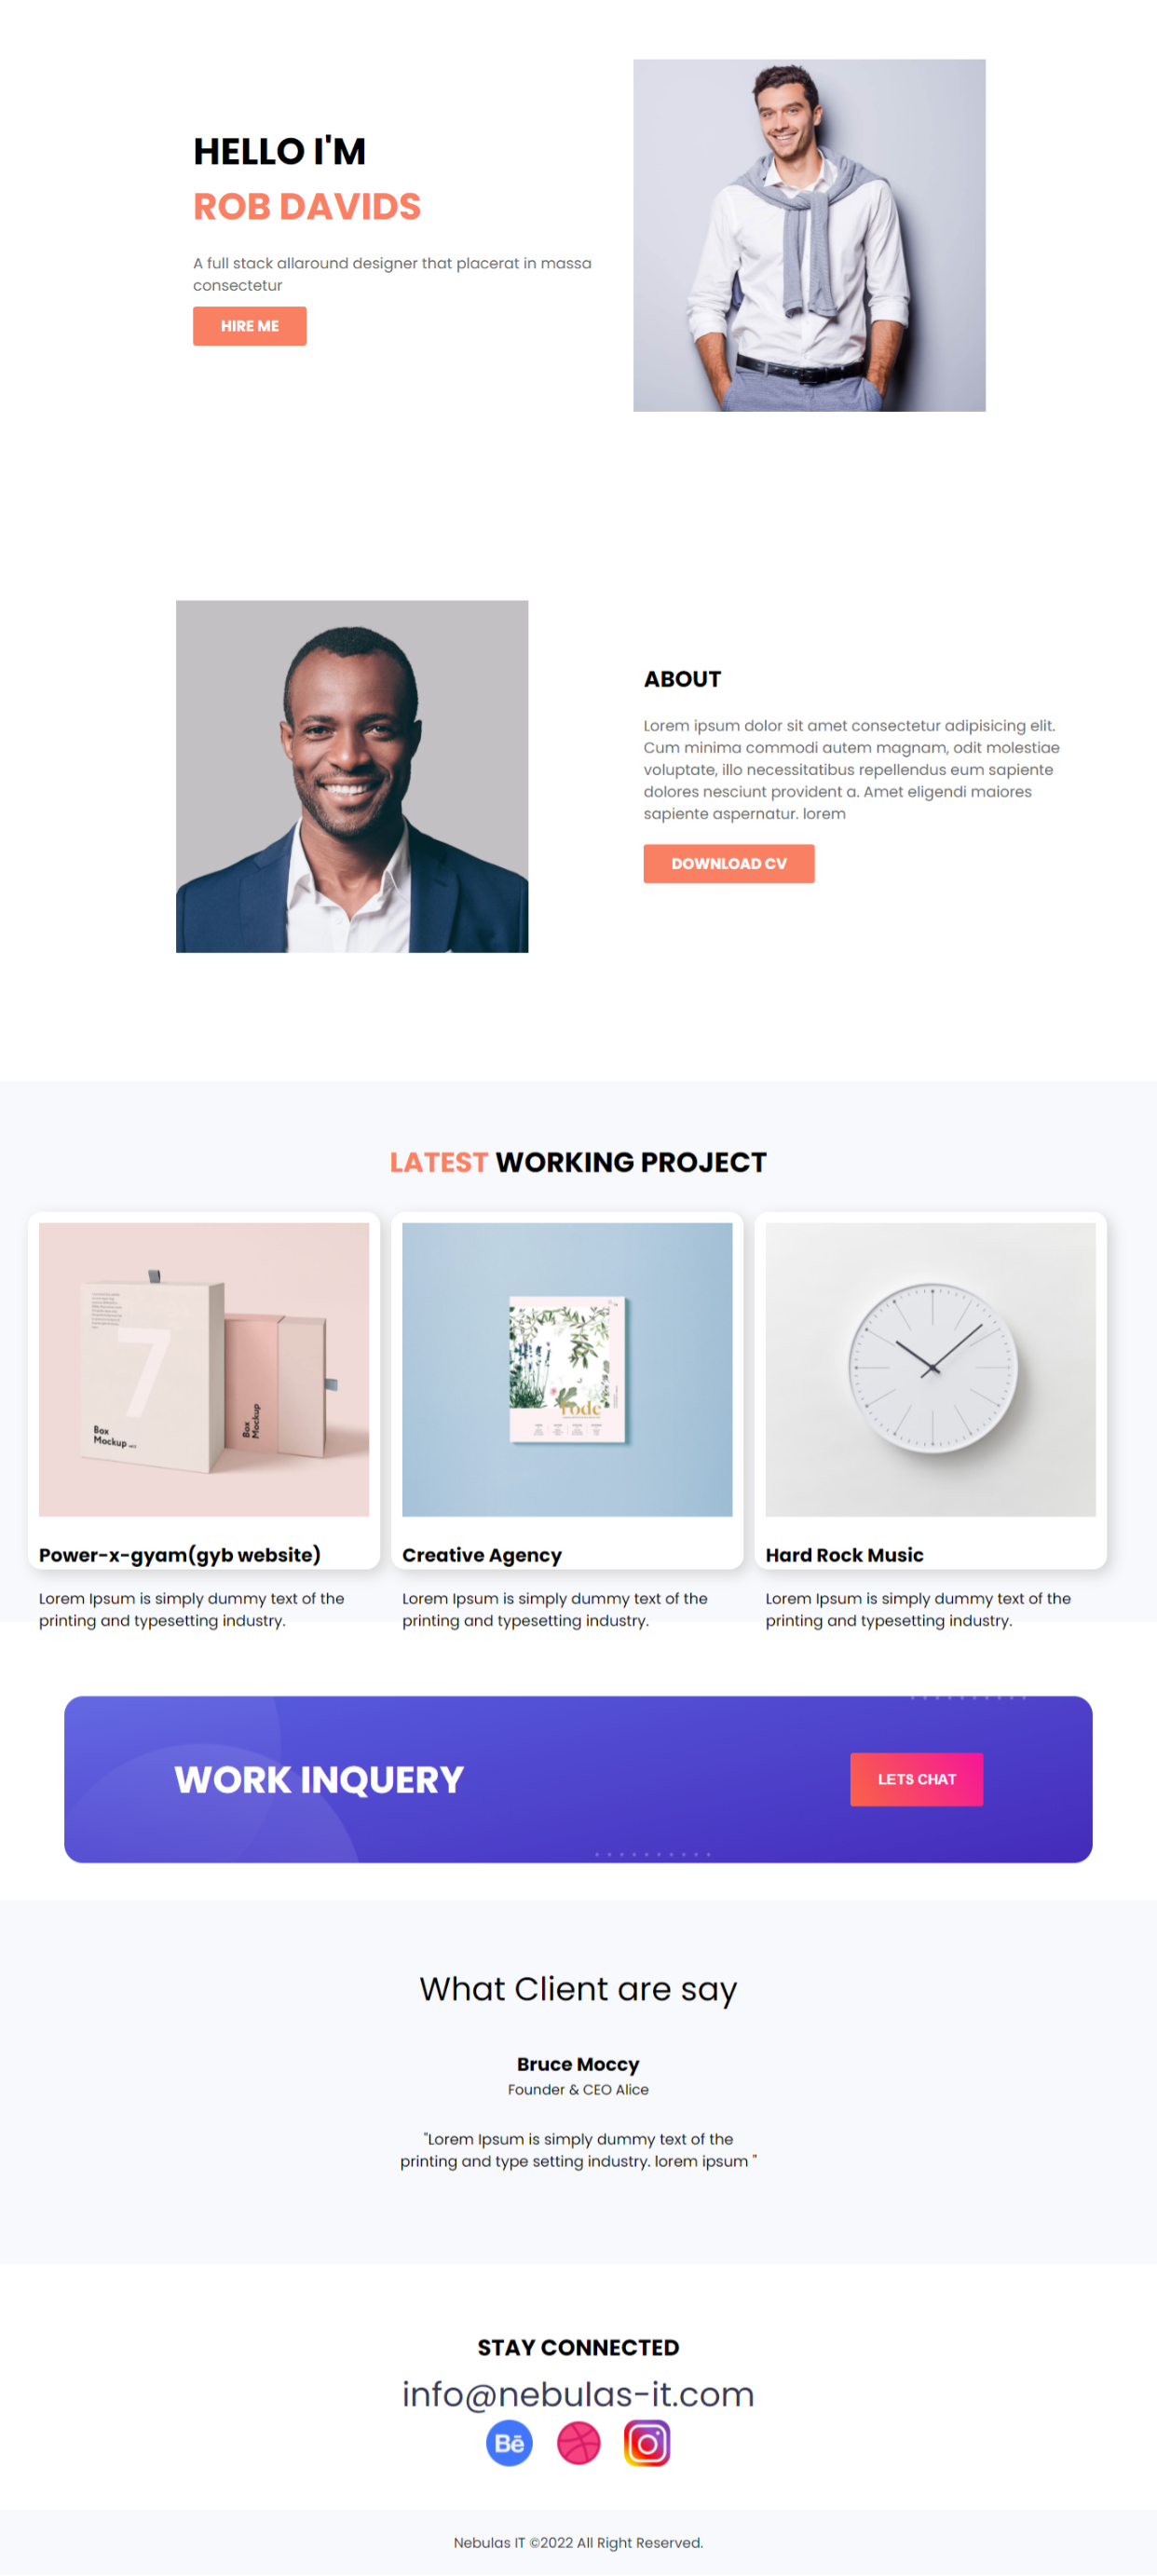 HELLO I'M
ROB DAVIDS
A full stack allaround designer that placerat in massa
consectetur
HIRE ME
ABOUT
Lorem ipsum dolor sit amet consectetur adipisicing elit.
Cum minima commodi autem magnam, odit molestiae
voluptate, illo necessitatibus repellendus eum sapiente
dolores nesciunt provident a. Amet eligendi maiores
sapiente aspernatur. lorem
DOWNLOAD CV
LATEST WORKING PROJECT
7
Box
Mockup
Box
Mockup
rode
Power-x-gyam(gyb website)
Lorem Ipsum is simply dummy text of the
printing and typesetting industry.
Creative Agency
Lorem Ipsum is simply dummy text of the
printing and typesetting industry.
Hard Rock Music
Lorem Ipsum is simply dummy text of the
printing and typesetting industry.
WORK INQUERY
LETS CHAT
What Client are say
Bruce Moccy
Founder & CEO Alice
"Lorem Ipsum is simply dummy text of the
printing and type setting industry. lorem ipsum "
STAY CONNECTED
info@nebulas-it.com
Bē
Nebulas IT ©2022 All Right Reserved.